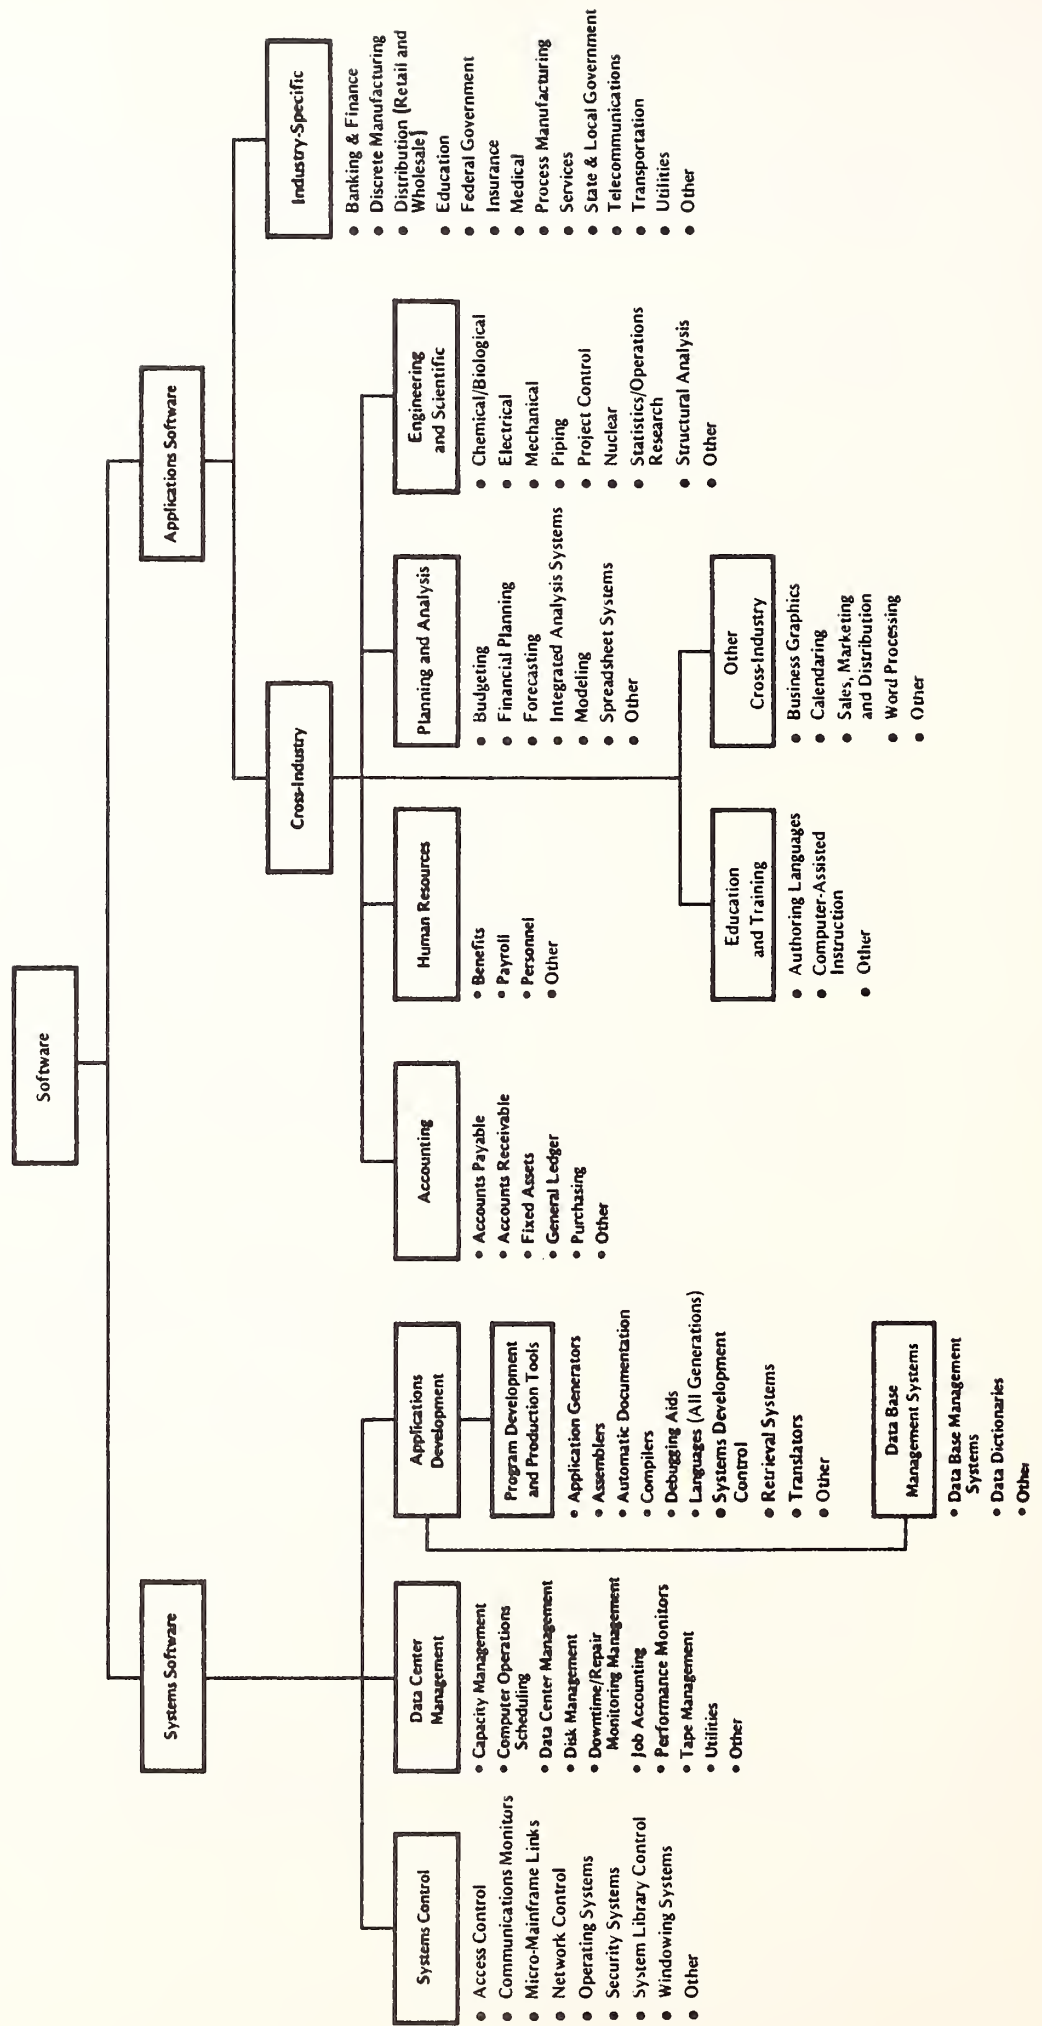 Software
Systems Software
Applications Software
Cross-Industry
Industry-Specific
Systems Control
• Access Control
• Communications Monitors
• Micro-Mainframe Links
• Network Control
• Operating Systems
• Security Systems
• System Library Control
• Windowing Systems
• Other
Data Center
Management
• Capacity Management
• Computer Operations
Scheduling
• Data Center Management
• Disk Management
• Downtime/Repair
Monitoring Management
• Job Accounting
• Performance Monitors
• Tape Management
• Utilities
• Other
Applications
Development
Program Development
and Production Tools
• Application Generators
• Assemblers
• Automatic Documentation
• Compilers
• Debugging Aids
• Languages (All Generations)
• Systems Development
Control
• Retrieval Systems
• Translators
• Other
Data Base
Management Systems
• Data Base Management
Systems
• Data Dictionaries
• Other
Accounting
• Accounts Payable
• Accounts Receivable
• Fixed Assets
• General Ledger
• Purchasing
• Other
Human Resources
• Benefits
• Payroll
• Personnel
• Other
Planning and Analysis
• Budgeting
• Financial Planning
• Forecasting
• Integrated Analysis Systems
• Modeling
• Spreadsheet Systems
• Other
Engineering
and Scientific
• Chemical/Biological
• Electrical
• Mechanical
• Piping
• Project Control
• Nuclear
• Statistics/Operations
Research
• Structural Analysis
• Other
Education
and Training
• Authoring Languages
• Computer-Assisted
Instruction
• Other
Other
Cross-Industry
• Business Graphics
• Calendaring
• Sales, Marketing
and Distribution
• Word Processing
• Other
• Banking & Finance
• Discrete Manufacturing
• Distribution (Retail and
Wholesale)
• Education
• Federal Government
• Insurance
• Medical
• Process Manufacturing
• Services
• State & Local Government
• Telecommunications
• Transportation
• Utilities
• Other